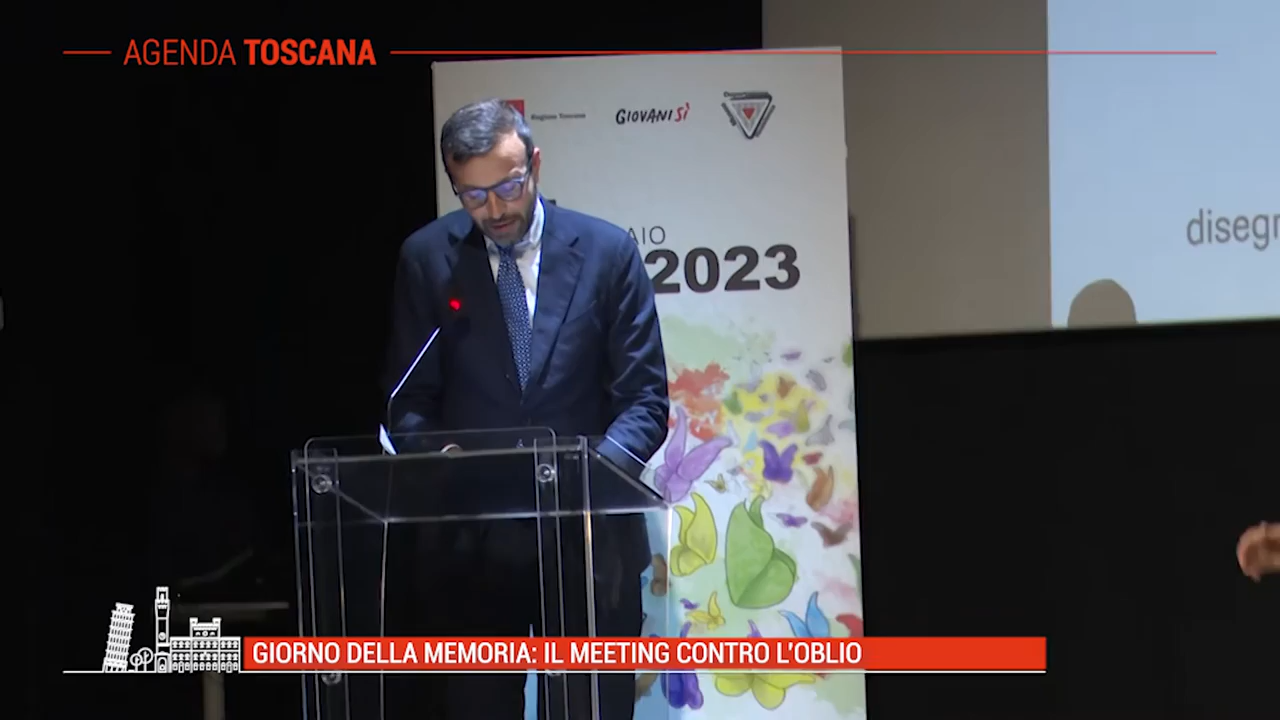 AGENDA TOSCANA
Regione Toscana
GIOVANISÌ
AIO
2023
disegn
GIORNO DELLA MEMORIA: IL MEETING CONTRO L'OBLIO